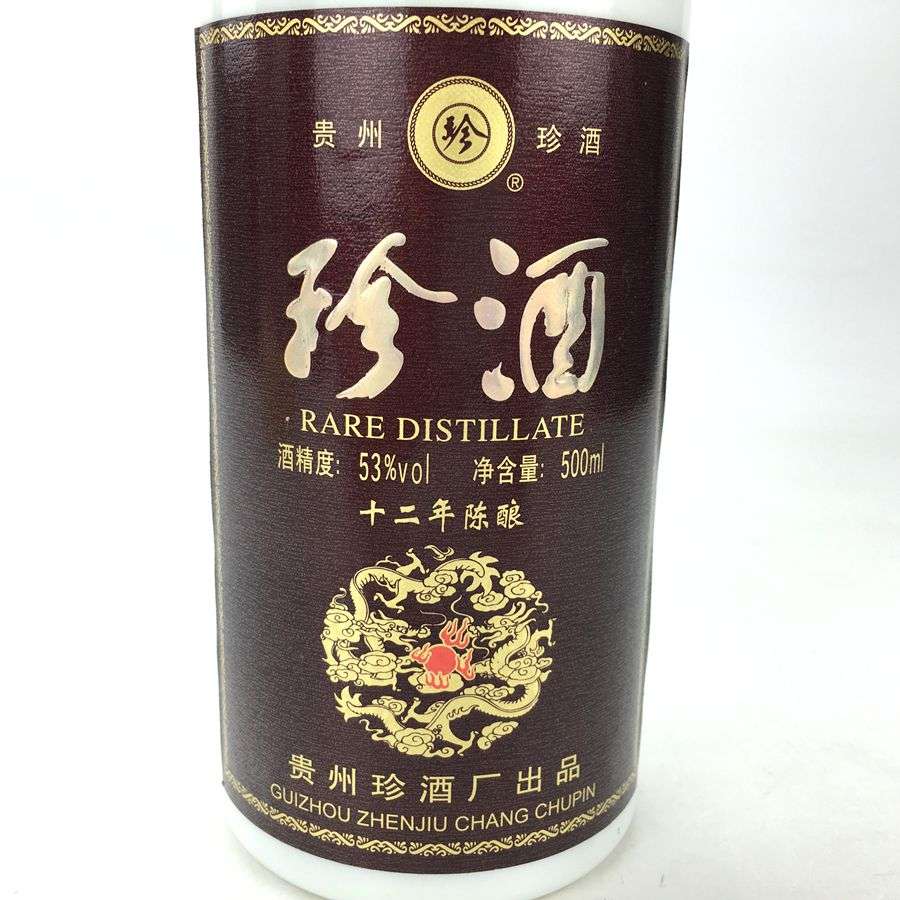 贵州 珍 珍酒
®
珍酒
RARE DISTILLATE
酒精度: 53%vol 净含量: 500ml
十二年陈酿
贵州珍酒厂出品
GUIZHOU ZHENJIU CHANG CHUPIN